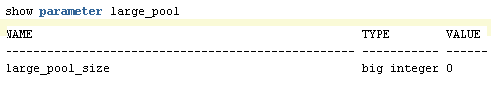 show parameter large_pool
NAME                                                 TYPE        VALUE
---------------------------------------------------- ----------- ------
large_pool_size                                      big integer 0